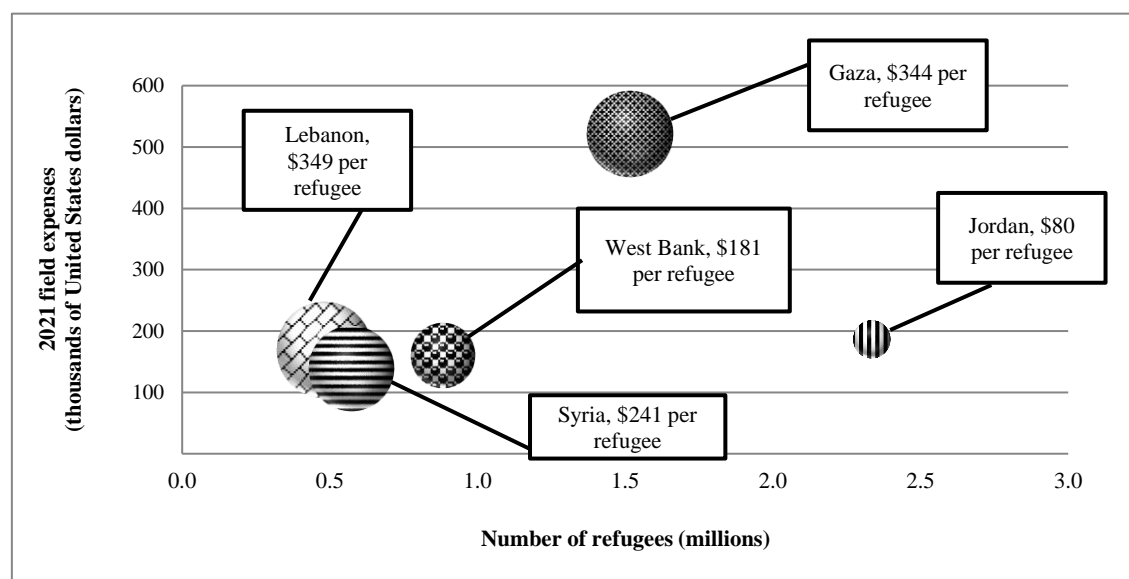 2021 field expenses
(thousands of United States dollars)
600
500
400
300
200
100
0.0
0.5
1.0
1.5
2.0
2.5
3.0
Number of refugees (millions)
Lebanon,
$349 per
refugee
Gaza, $344 per
refugee
West Bank, $181
per refugee
Jordan, $80
per refugee
Syria, $241 per
refugee